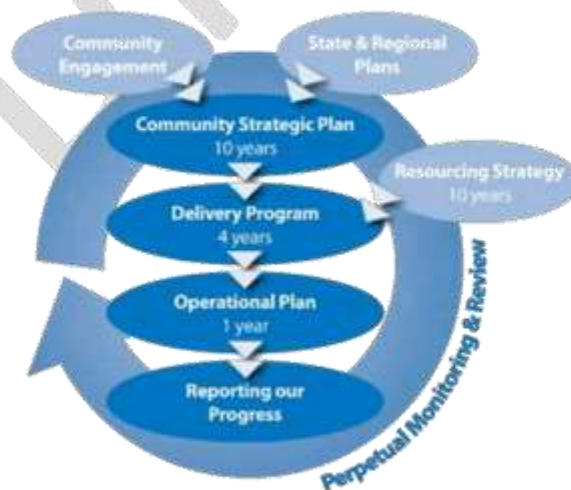 Community
Engagement
State & Regional
Plans
Community Strategic Plan
10 years
Resourcing Strategy
10 years
Delivery Program
4 years
Operational Plan
1 year
Reporting our
Progress
Perpetual Monitoring & Review